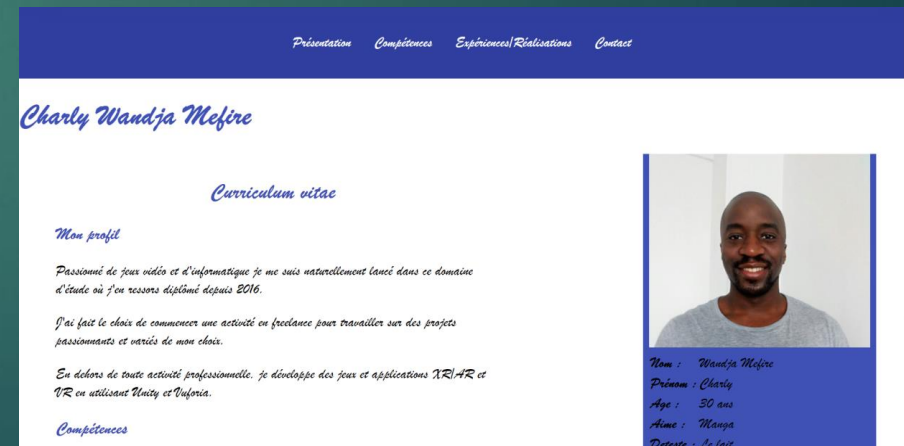 Présentation Compétences Expériences/Réalisations Contact
Charly Wandja Mefire
Curriculum vitae
Mon profil
Passionné de jeux vidéo et d'informatique je me suis naturellement lancé dans ce domaine
d'étude où j'en ressors diplômé depuis 2016.
J'ai fait le choix de commencer une activité en freelance pour travailler sur des projets
passionnants et variés de mon choix.
En dehors de toute activité professionnelle, je développe des jeux et applications XR/AR et
VR en utilisant Unity et Vuforia.
Compétences
Nom : Wandja Mefire
Prénom : Charly
Age : 30 ans
Aime : Manga
Deteste : Le lait